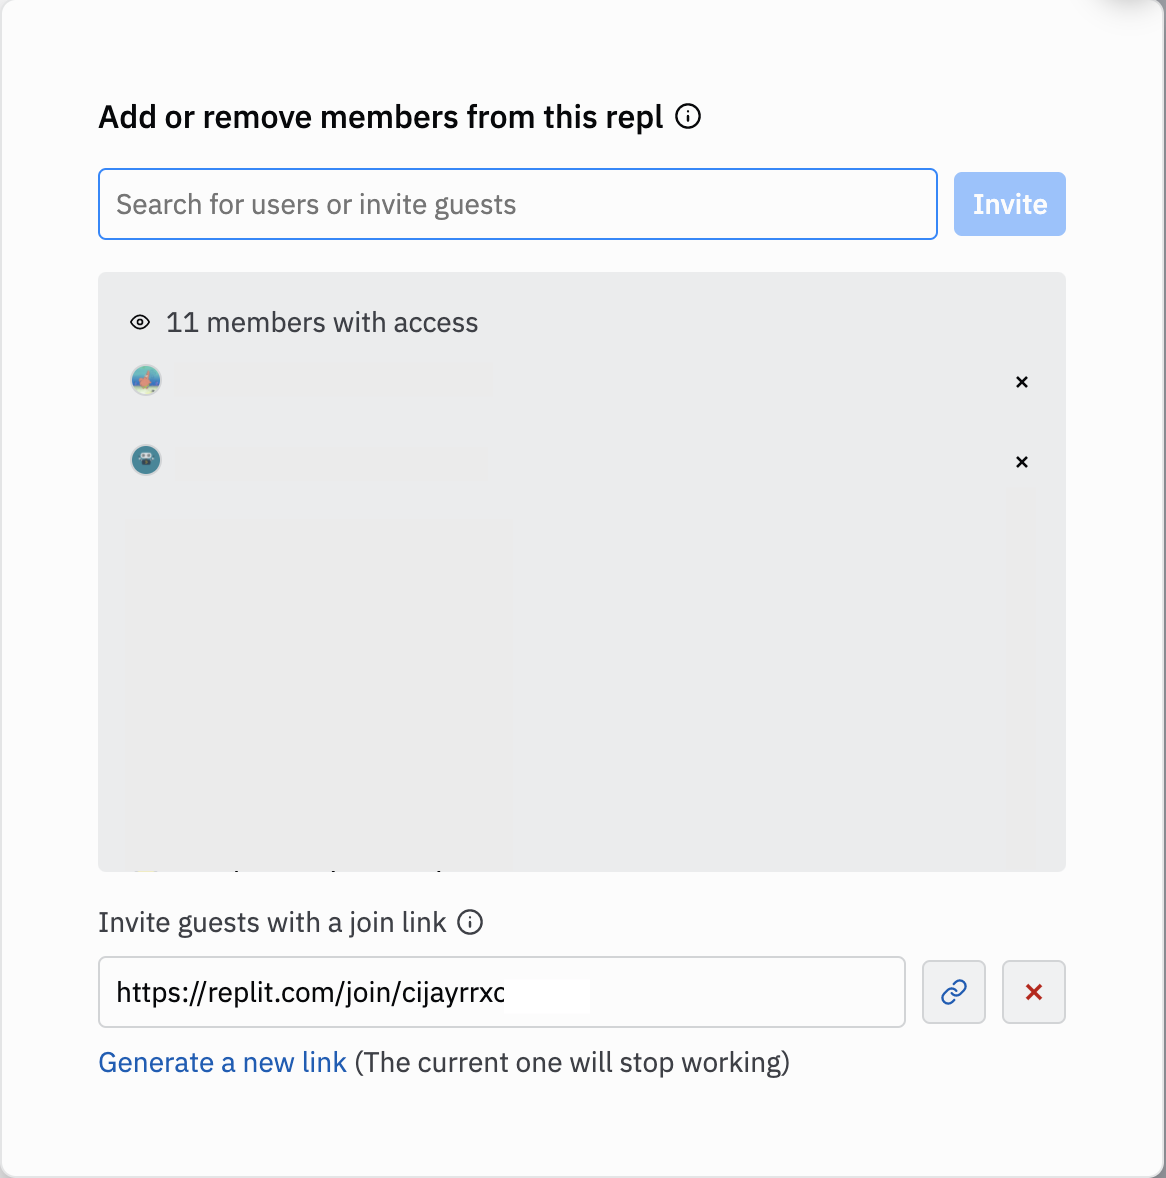 Add or remove members from this repl
Search for users or invite guests
Invite
11 members with access
Invite guests with a join link
https://replit.com/join/cijayrrxc
Generate a new link (The current one will stop working)